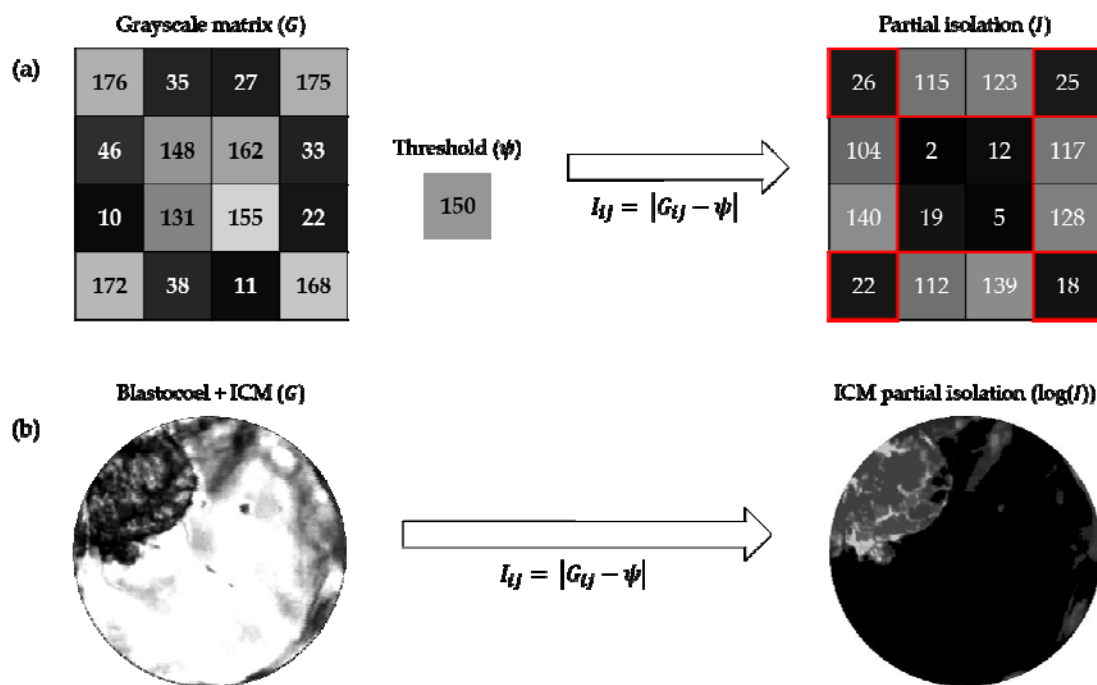 Grayscale matrix (G) Partial isolation (I)
(a)
176 35 27 175 26 115 123 25
46 148 162 33 104 2 12 117
Threshold (ψ)
150
I_ij = |G_ij − ψ|
10 131 155 22 140 19 5 128
172 38 11 168 22 112 139 18
Blastocoel + ICM (G) ICM partial isolation (log(I))
(b)
I_ij = |G_ij − ψ|